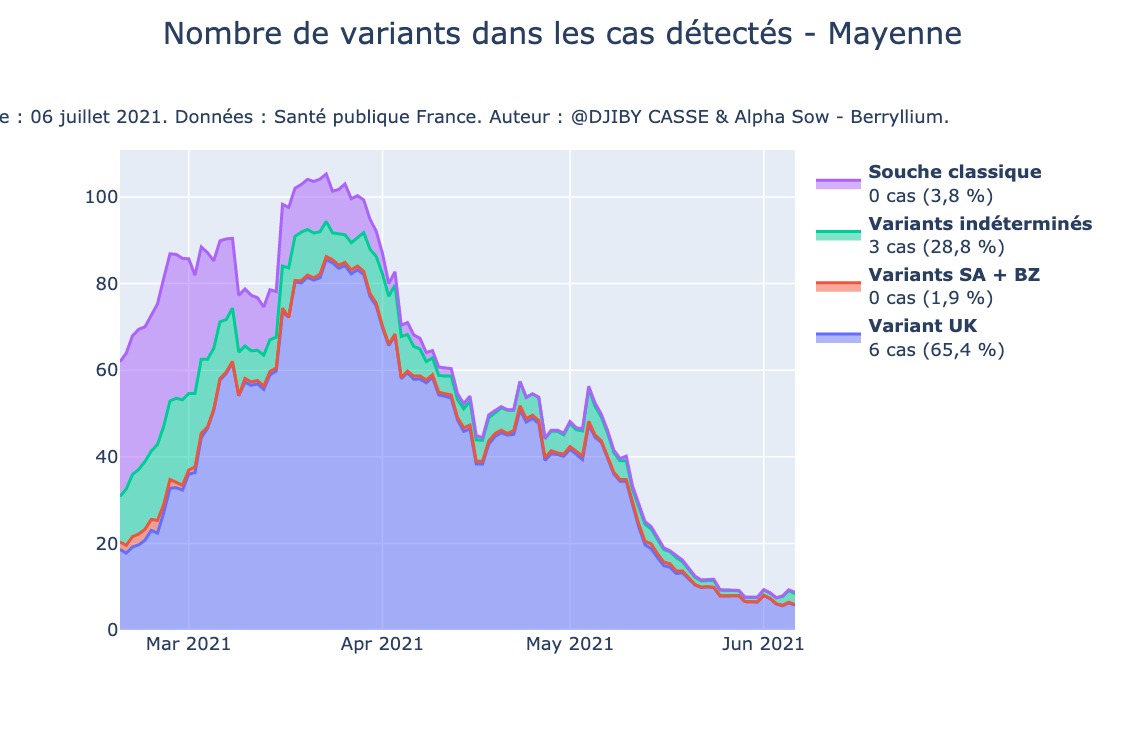 Nombre de variants dans les cas détectés - Mayenne
e : 06 juillet 2021. Données : Santé publique France. Auteur : @DJIBY CASSE & Alpha Sow - Berryllium.
100
80
60
40
20
0
Mar 2021
Apr 2021
May 2021
Jun 2021
Souche classique
0 cas (3,8 %)
Variants indéterminés
3 cas (28,8 %)
Variants SA + BZ
0 cas (1,9 %)
Variant UK
6 cas (65,4 %)